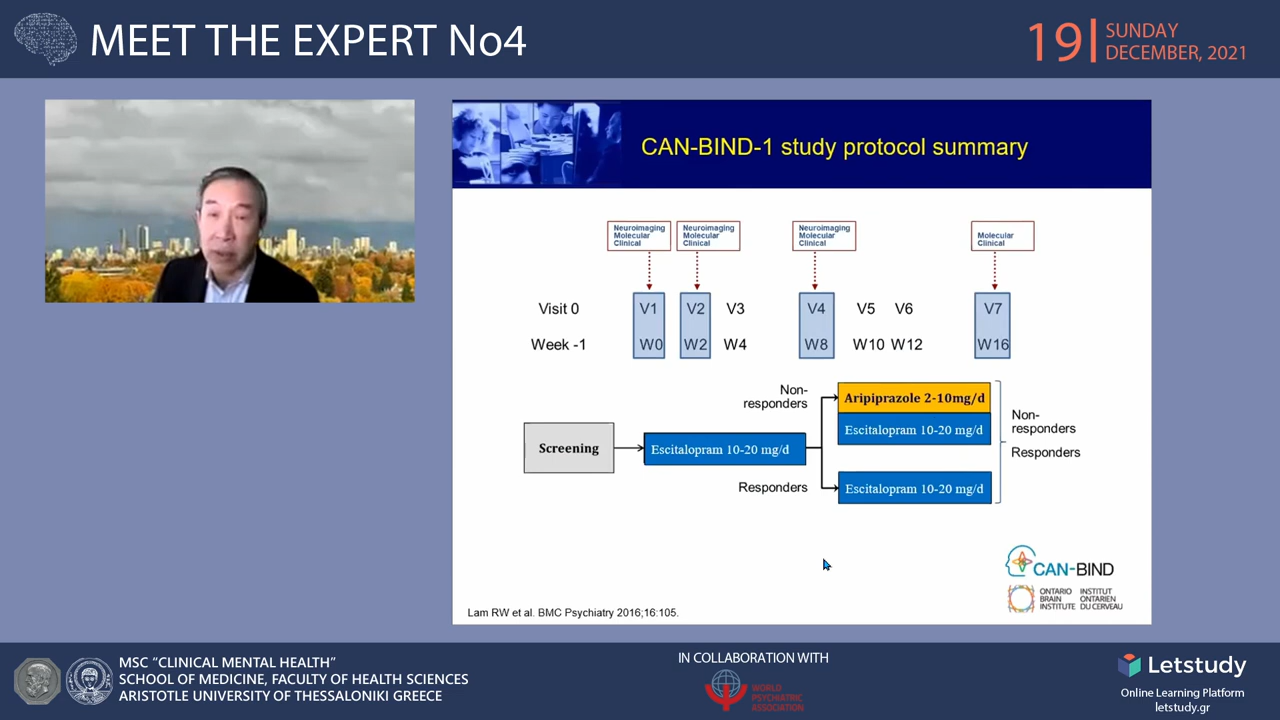 MEET THE EXPERT No4
19
SUNDAY
DECEMBER, 2021
CAN-BIND-1 study protocol summary
Neuroimaging
Molecular
Clinical
Neuroimaging
Molecular
Clinical
Neuroimaging
Molecular
Clinical
Molecular
Clinical
Visit 0 V1 V2 V3 V4 V5 V6 V7
Week -1 W0 W2 W4 W8 W10 W12 W16
Non-
responders
Aripiprazole 2-10mg/d
Escitalopram 10-20 mg/d
Screening
Escitalopram 10-20 mg/d
Responders
Escitalopram 10-20 mg/d
Non-
responders
Responders
CAN-BIND
ONTARIO
BRAIN
INSTITUTE
INSTITUT
ONTARIEN
DU CERVEAU
Lam RW et al. BMC Psychiatry 2016;16:105.
MSC “CLINICAL MENTAL HEALTH”
SCHOOL OF MEDICINE, FACULTY OF HEALTH SCIENCES
ARISTOTLE UNIVERSITY OF THESSALONIKI GREECE
IN COLLABORATION WITH
WORLD
PSYCHIATRIC
ASSOCIATION
Letstudy
Online Learning Platform
letstudy.gr